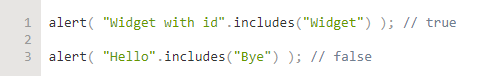 1 alert( "Widget with id".includes("Widget") ); // true
2
3 alert( "Hello".includes("Bye") ); // false